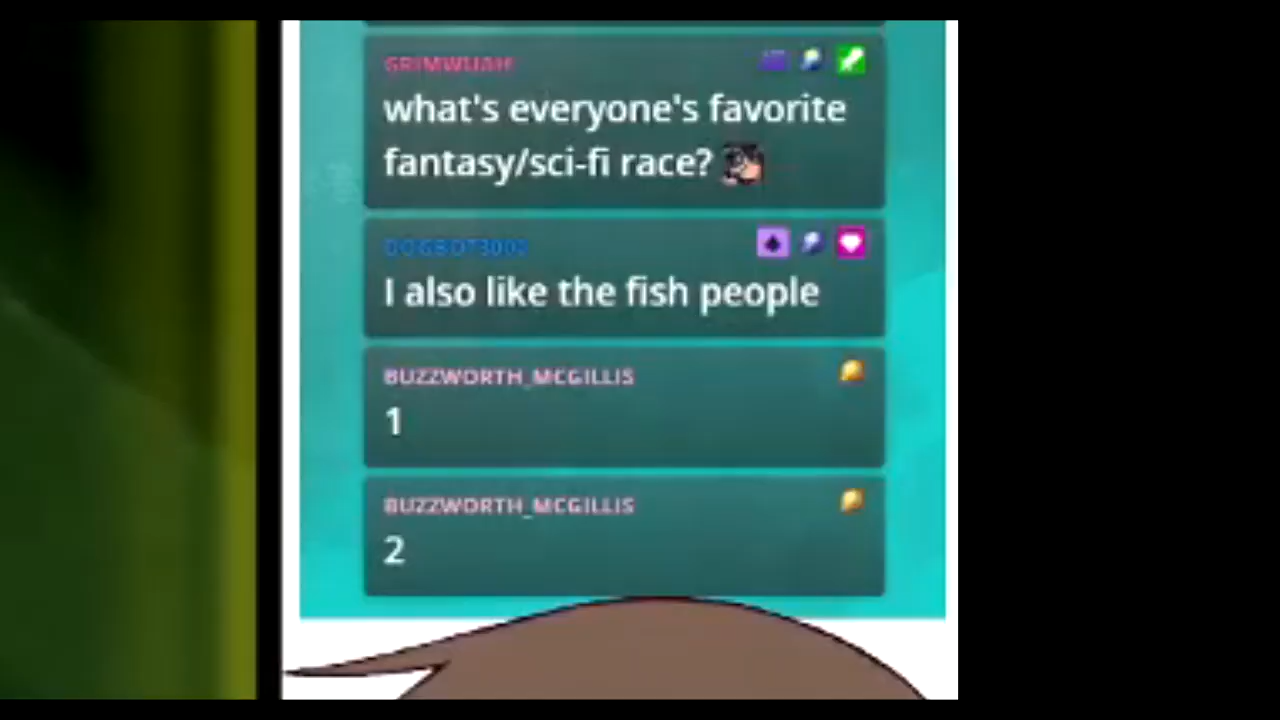 what's everyone's favorite
fantasy/sci-fi race?
I also like the fish people
BUZZWORTH_MCGILLIS
1
BUZZWORTH_MCGILLIS
2